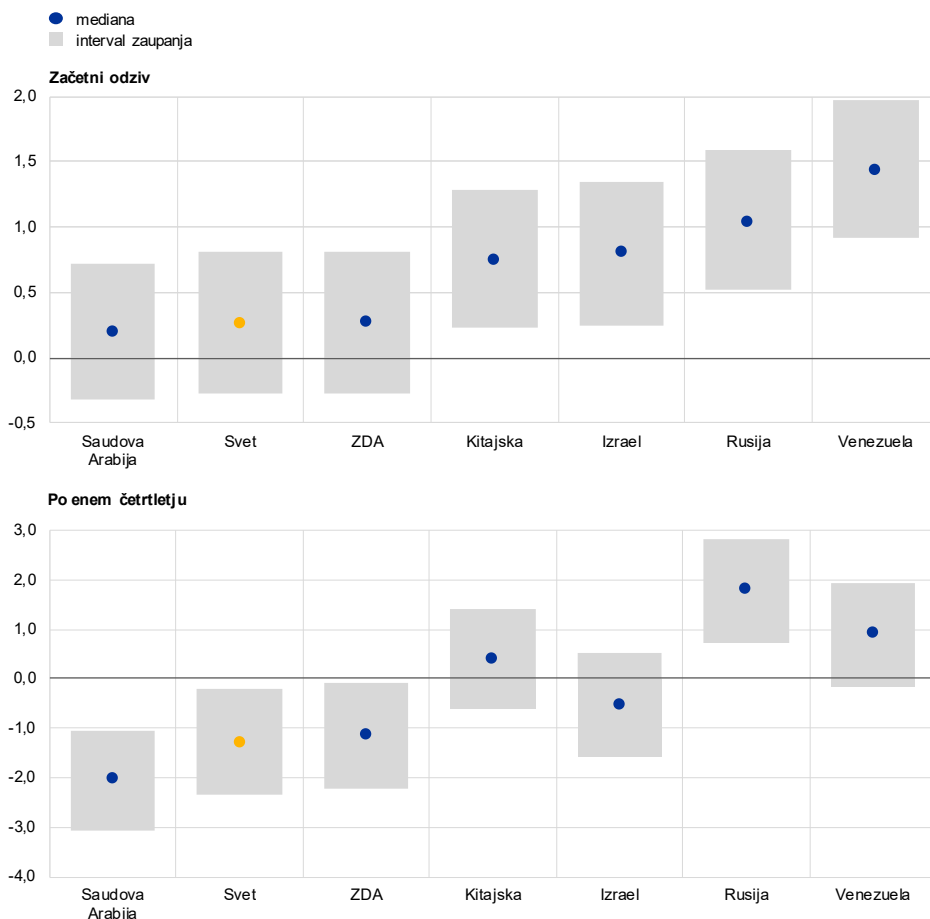 mediana
interval zaupanja
Začetni odziv
2,0
1,5
1,0
0,5
0,0
-0,5
Saudova
Arabija
Svet
ZDA
Kitajska
Izrael
Rusija
Venezuela
Po enem četrtletju
3,0
2,0
1,0
0,0
-1,0
-2,0
-3,0
-4,0
Saudova
Arabija
Svet
ZDA
Kitajska
Izrael
Rusija
Venezuela